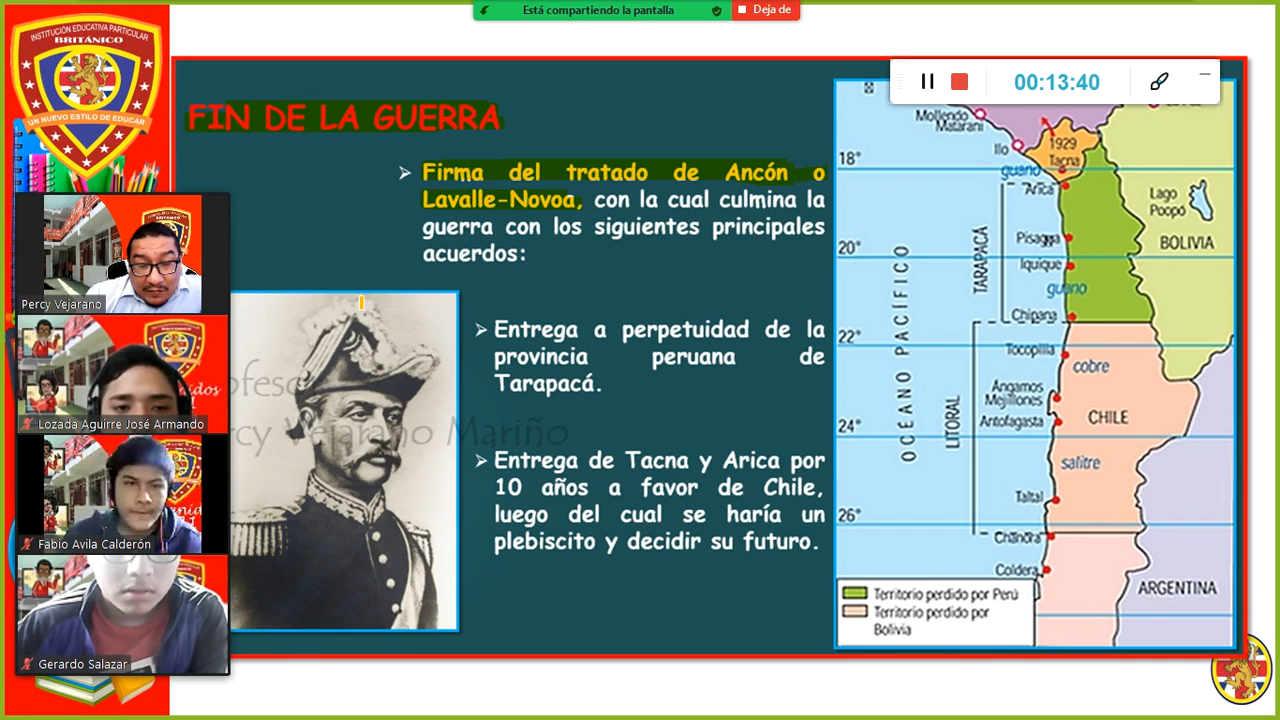 Está compartiendo la pantalla
Deja de
INSTITUCIÓN EDUCATIVA PARTICULAR
BRITÁNICO
UN NUEVO ESTILO DE EDUCAR
00:13:40
FIN DE LA GUERRA
➢ Firma del tratado de Ancón o
Lavalle-Novoa, con la cual culmina la
guerra con los siguientes principales
acuerdos:
➢ Entrega a perpetuidad de la
provincia peruana de
Tarapacá.
➢ Entrega de Tacna y Arica por
10 años a favor de Chile,
luego del cual se haría un
plebiscito y decidir su futuro.
Percy Vejarano Mariño
Percy Vejarano
Lozada Aguirre José Armando
Fabio Avila Calderón
Gerardo Salazar
Mollendo
Matarani
Ilo
1929
Tacna
18°
guano
Arica
Lago
Poopó
Pisagua
BOLIVIA
20°
TARAPACÁ
Iquique
guano
OCEANO PACÍFICO
Chipana
22°
Tocopilla
cobre
Angamos
Mejillones
CHILE
Antofagasta
24°
LITORAL
salitre
Taltal
26°
Coldera
ARGENTINA
Territorio perdido por Perú
Territorio perdido por
Bolivia